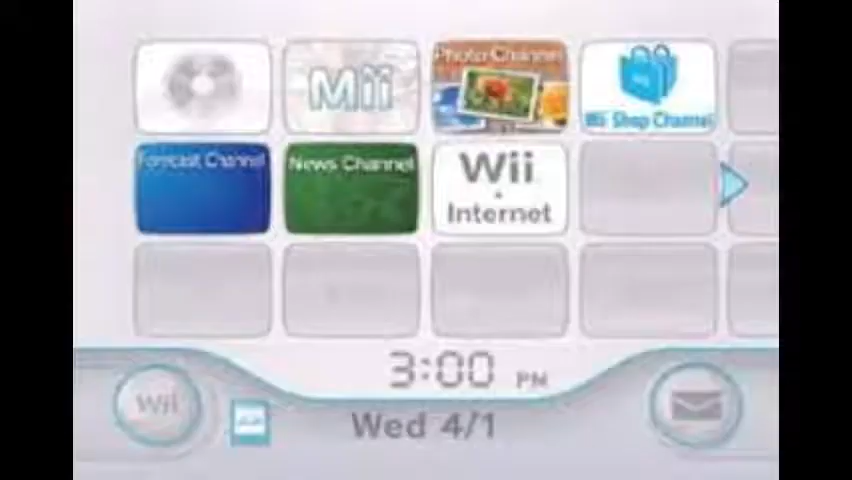 Mii
Photo Channel
Wii
Wii Shop Channel
Forecast Channel
News Channel
Wii
Internet
3:00 PM
Wii
Wed 4/1